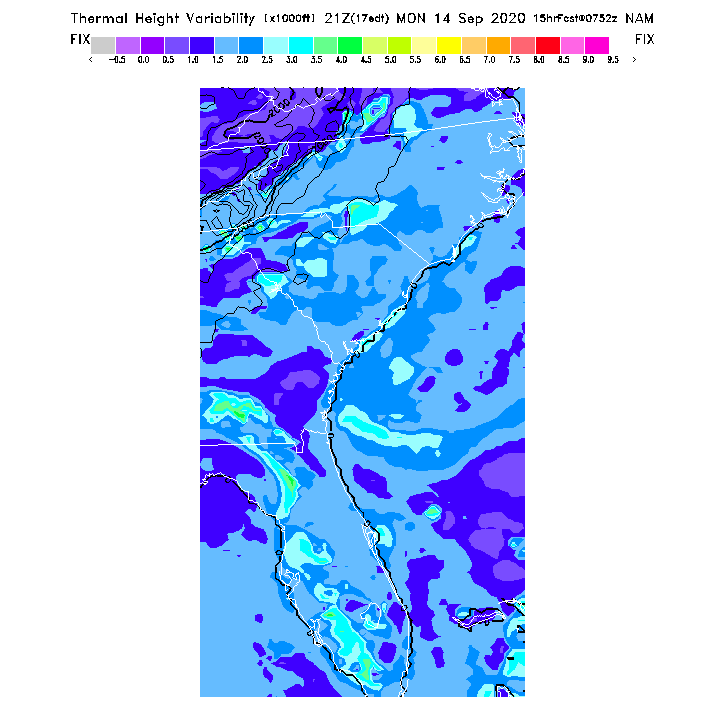 Thermal Height Variability [x1000ft] 21Z(17edt) MON 14 Sep 2020 15hrFcst@0752z NAM
FIX FIX
< -0.5 0.0 0.5 1.0 1.5 2.0 2.5 3.0 3.5 4.0 4.5 5.0 5.5 6.0 6.5 7.0 7.5 8.0 8.5 9.0 9.5 >